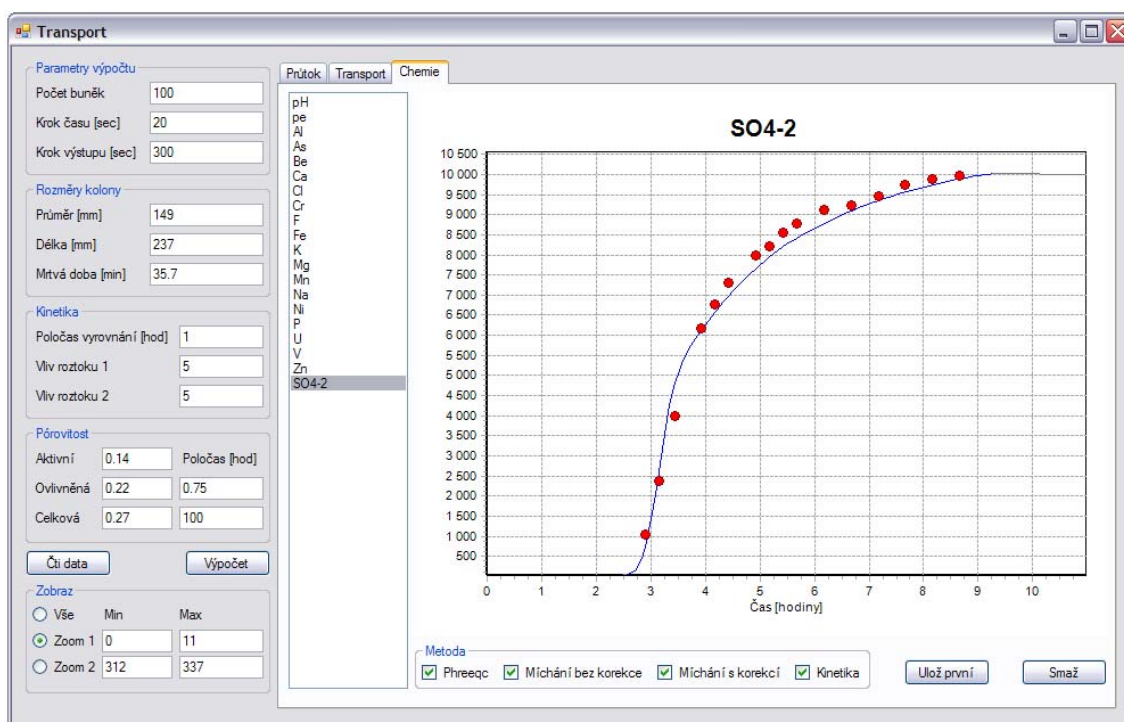 Transport
Parametry výpočtu
Počet buněk 100
Krok času [sec] 20
Krok výstupu [sec] 300
Rozměry kolony
Průměr [mm] 149
Délka [mm] 237
Mrtvá doba [min] 35.7
Kinetika
Poločas vyrovnání [hod] 1
Vliv roztoku 1 5
Vliv roztoku 2 5
Pórovitost
Aktivní 0.14 Poločas [hod]
Ovlivněná 0.22 0.75
Celková 0.27 100
Čti data Výpočet
Zobraz
Vše Min Max
Zoom 1 0 11
Zoom 2 312 337
Průtok Transport Chemie
pH
pe
Al
As
Be
Ca
Cl
Cr
F
Fe
K
Mg
Mn
Na
Ni
P
U
V
Zn
SO4-2
SO4-2
10 500
10 000
9 500
9 000
8 500
8 000
7 500
7 000
6 500
6 000
5 500
5 000
4 500
4 000
3 500
3 000
2 500
2 000
1 500
1 000
500
0 1 2 3 4 5 6 7 8 9 10
Čas [hodiny]
Metoda
Phreeqc Míchání bez korekce Míchání s korekcí Kinetika
Ulož první Smaž